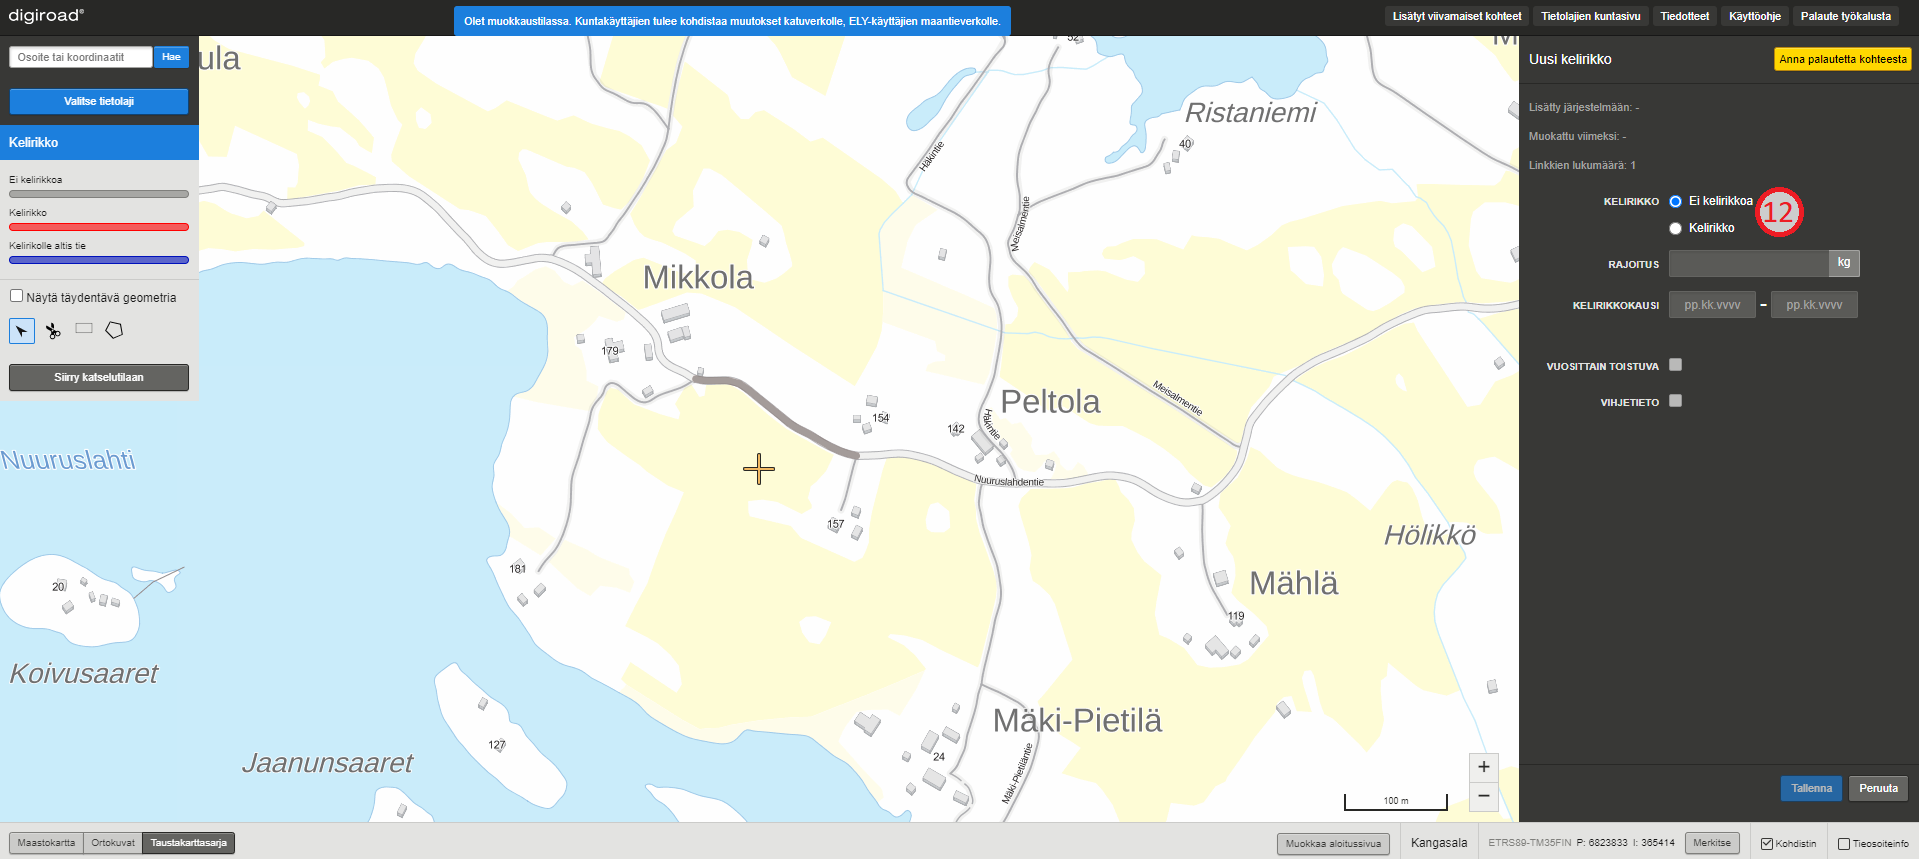 digiroad®
Olet muokkaustilassa. Kuntakäyttäjien tulee kohdistaa muutokset katuverkolle, ELY-käyttäjien maantieverkolle.
Lisätyt viivamaiset kohteet
Tietolajien kuntasivu
Tiedotteet
Käyttöohje
Palaute työkalusta
Osoite tai koordinaatit
Hae
Valitse tietolaji
Kelirikko
Ei kelirikkoa
Kelirikko
Kelirikolle altis tie
Näytä täydentävä geometria
Siirry katselutilaan
ula
52
M
Ristaniemi
40
Häkintie
Meisalmentie
Mikkola
179
Peltola
Meisalmentie
154
142
Häkintie
Nuuruslahdentie
Nuuruslahti
157
Hölikkö
181
20
Mählä
119
Koivusaaret
Mäki-Pietilä
127
24
Mäki-Pietiläntie
Jaanunsaaret
+
−
100 m
Uusi kelirikko
Anna palautetta kohteesta
Lisätty järjestelmään: -
Muokattu viimeksi: -
Linkkien lukumäärä: 1
KELIRIKKO
Ei kelirikkoa
12
Kelirikko
RAJOITUS
kg
KELIRIKKOKAUSI
pp.kk.vvvv
–
pp.kk.vvvv
VUOSITTAIN TOISTUVA
VIHJETIETO
Tallenna
Peruuta
Maastokartta
Ortokuvat
Taustakarttasarja
Muokkaa aloitussivua
Kangasala
ETRS89-TM35FIN P: 6823833 I: 365414
Merkitse
Kohdistin
Tieosoiteinfo